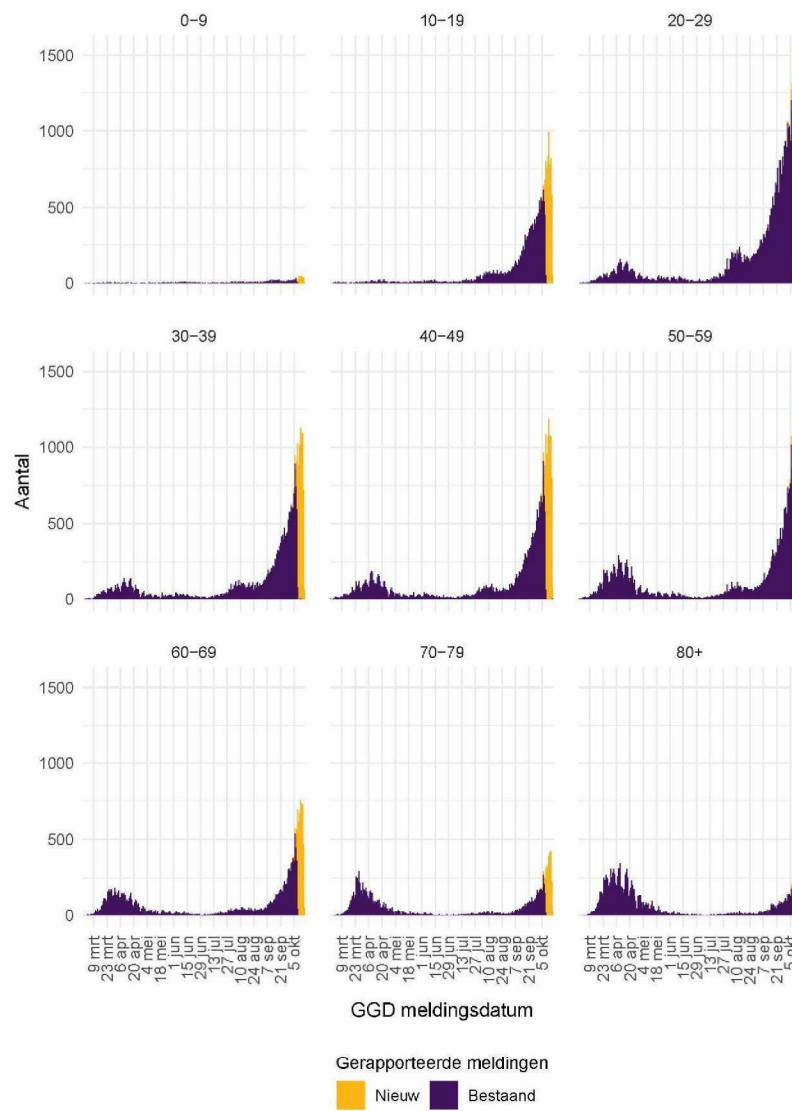 0−9 10−19 20−29
1500
1000
500
0
30−39 40−49 50−59
1500
1000
500
0
Aantal
60−69 70−79 80+
1500
1000
500
0
9 mrt 23 mrt 6 apr 20 apr 4 mei 18 mei 1 jun 15 jun 29 jun 13 jul 27 jul 10 aug 24 aug 7 sep 21 sep 5 okt
9 mrt 23 mrt 6 apr 20 apr 4 mei 18 mei 1 jun 15 jun 29 jun 13 jul 27 jul 10 aug 24 aug 7 sep 21 sep 5 okt
9 mrt 23 mrt 6 apr 20 apr 4 mei 18 mei 1 jun 15 jun 29 jun 13 jul 27 jul 10 aug 24 aug 7 sep 21 sep 5 okt
GGD meldingsdatum
Gerapporteerde meldingen
Nieuw Bestaand